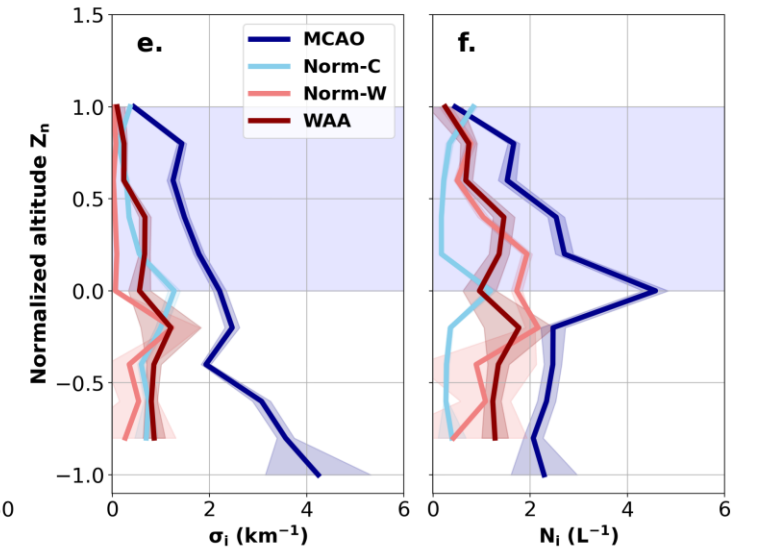 e.
f.
MCAO
Norm-C
Norm-W
WAA
Normalized altitude Zn
1.5
1.0
0.5
0.0
−0.5
−1.0
0
0 2 4 6
0 2 4 6
σi (km−1)
Ni (L−1)